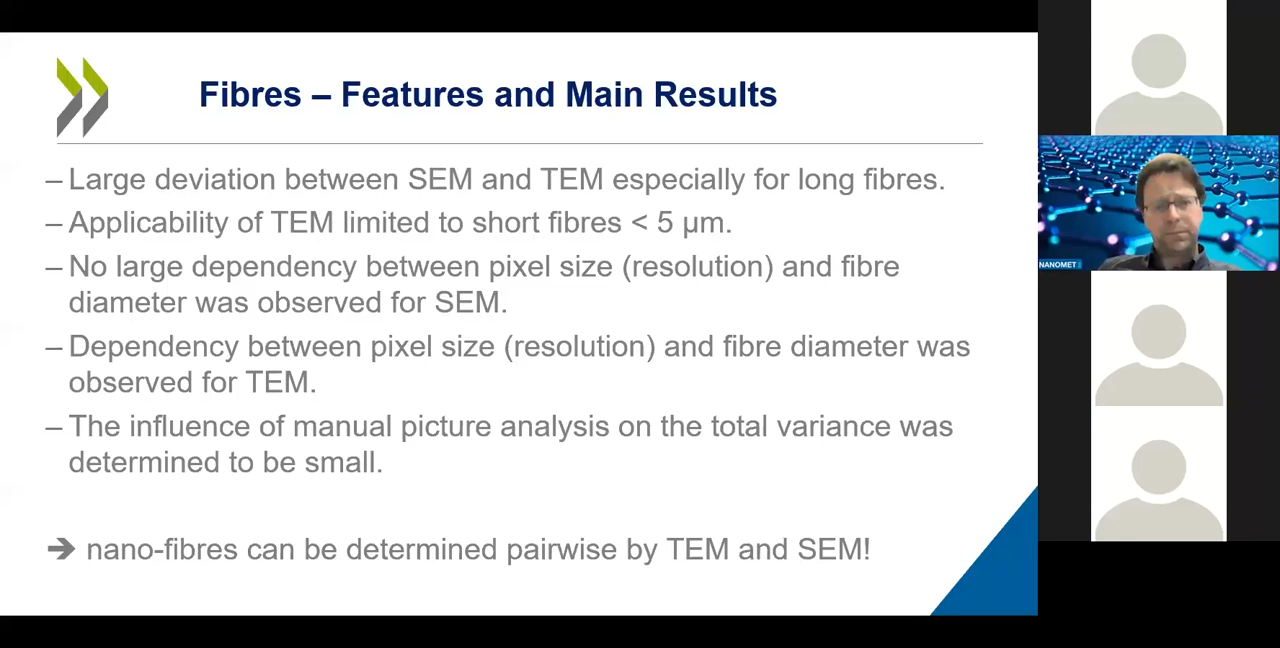 Fibres – Features and Main Results
– Large deviation between SEM and TEM especially for long fibres.
– Applicability of TEM limited to short fibres < 5 μm.
– No large dependency between pixel size (resolution) and fibre
diameter was observed for SEM.
– Dependency between pixel size (resolution) and fibre diameter was
observed for TEM.
– The influence of manual picture analysis on the total variance was
determined to be small.
➔ nano-fibres can be determined pairwise by TEM and SEM!
NANOMET